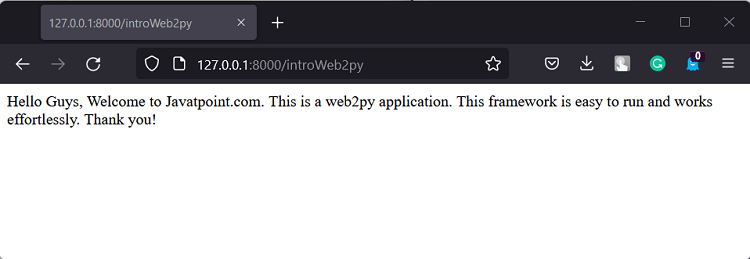 127.0.0.1:8000/introWeb2py
127.0.0.1:8000/introWeb2py
0
Hello Guys, Welcome to Javatpoint.com. This is a web2py application. This framework is easy to run and works
effortlessly. Thank you!